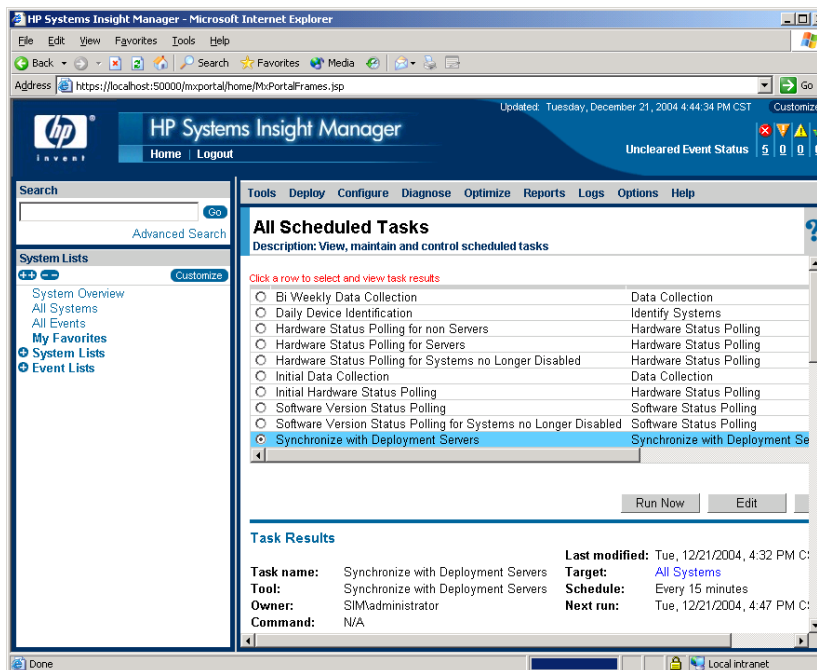 HP Systems Insight Manager - Microsoft Internet Explorer
File Edit View Favorites Tools Help
Back Search Favorites Media
Address https://localhost:50000/mxportal/home/MxPortalFrames.jsp Go
Updated: Tuesday, December 21, 2004 4:44:34 PM CST Customize
hp
invent
HP Systems Insight Manager
Home | Logout
Uncleared Event Status 5 0 0
Search
Go
Advanced Search
System Lists
Customize
System Overview
All Systems
All Events
My Favorites
System Lists
Event Lists
Tools Deploy Configure Diagnose Optimize Reports Logs Options Help
All Scheduled Tasks
Description: View, maintain and control scheduled tasks
?
Click a row to select and view task results
Bi Weekly Data Collection Data Collection
Daily Device Identification Identify Systems
Hardware Status Polling for non Servers Hardware Status Polling
Hardware Status Polling for Servers Hardware Status Polling
Hardware Status Polling for Systems no Longer Disabled Hardware Status Polling
Initial Data Collection Data Collection
Initial Hardware Status Polling Hardware Status Polling
Software Version Status Polling Software Status Polling
Software Version Status Polling for Systems no Longer Disabled Software Status Polling
Synchronize with Deployment Servers Synchronize with Deployment Se
Run Now Edit
Task Results
Last modified: Tue, 12/21/2004, 4:32 PM C
Task name: Synchronize with Deployment Servers Target: All Systems
Tool: Synchronize with Deployment Servers Schedule: Every 15 minutes
Owner: SIM\administrator Next run: Tue, 12/21/2004, 4:47 PM C
Command: N/A
Done Local intranet